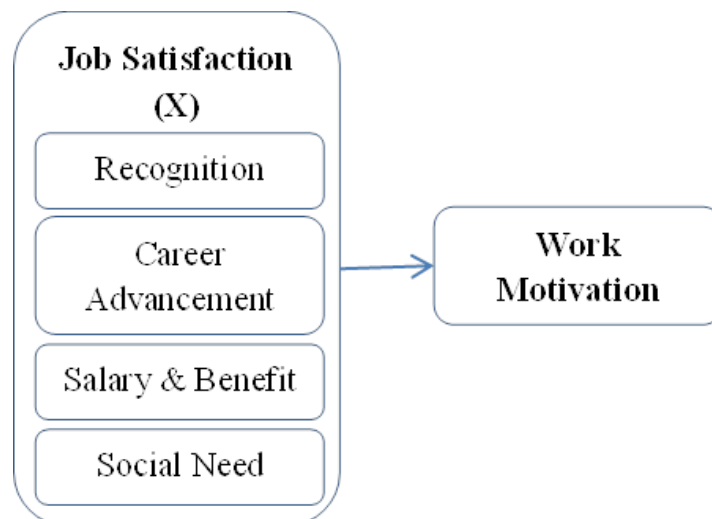 Job Satisfaction
(X)
Recognition
Career
Advancement
Salary & Benefit
Social Need
Work
Motivation